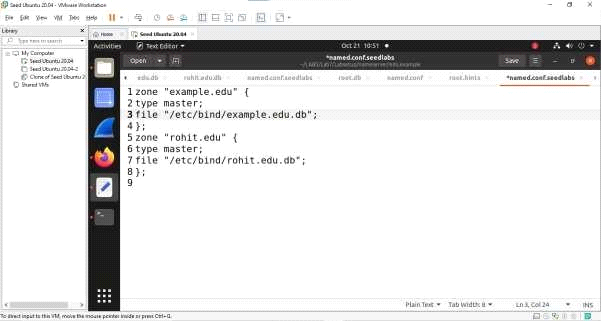 Seed Ubuntu 20.04 - VMware Workstation
File Edit View VM Tabs Help
Library
Type here to search
My Computer
Seed Ubuntu 20.04
Seed Ubuntu 20.04-2
Clone of Seed Ubuntu 2
Shared VMs
Home
Seed Ubuntu 20.04
Activities
Text Editor
Oct 21 10:51
Open
*named.conf.seedlabs
Save
edu.db
rohit.edu.db
named.conf.seedlabs
root.db
named.conf
root.hints
*named.conf.seedlabs
1 zone "example.edu" {
2 type master;
3 file "/etc/bind/example.edu.db";
4 };
5 zone "rohit.edu" {
6 type master;
7 file "/etc/bind/rohit.edu.db";
8 };
9
Plain Text
Tab Width: 8
Ln 3, Col 24
INS
To direct input to this VM, move the mouse pointer inside or press Ctrl+G.